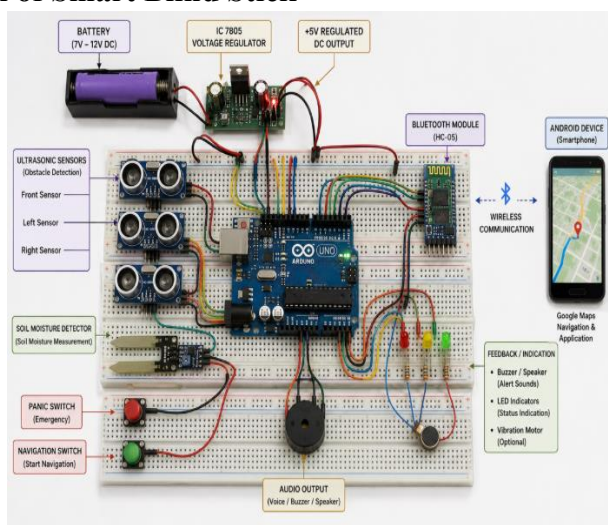 For Smart Blind Stick
BATTERY
(7V – 12V DC)
IC 7805
VOLTAGE REGULATOR
+5V REGULATED
DC OUTPUT
BLUETOOTH MODULE
(HC-05)
ANDROID DEVICE
(Smartphone)
ULTRASONIC SENSORS
(Obstacle Detection)
Front Sensor
Left Sensor
Right Sensor
WIRELESS
COMMUNICATION
UNO
ARDUINO
Google Maps
Navigation &
Application
SOIL MOISTURE DETECTOR
(Soil Moisture Measurement)
FEEDBACK / INDICATION
• Buzzer / Speaker
(Alert Sounds)
• LED Indicators
(Status Indication)
• Vibration Motor
(Optional)
PANIC SWITCH
(Emergency)
NAVIGATION SWITCH
(Start Navigation)
AUDIO OUTPUT
(Voice / Buzzer / Speaker)